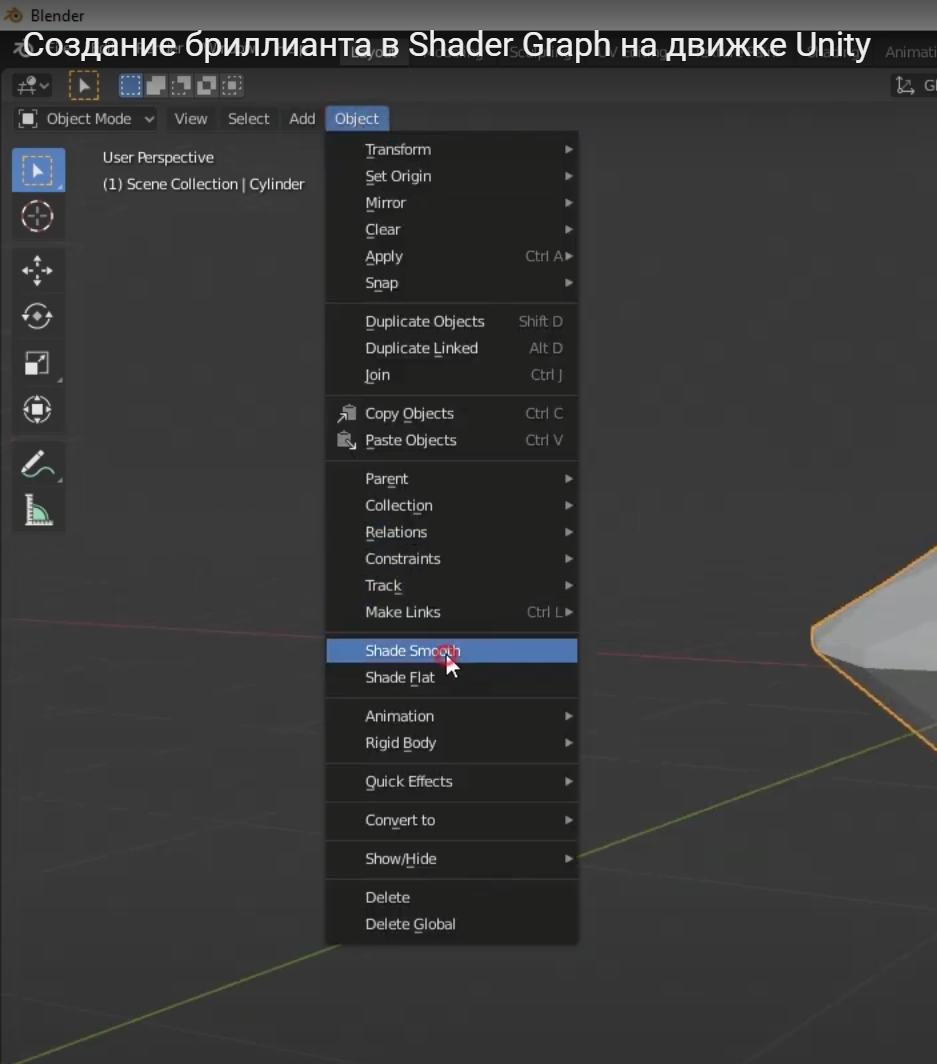 Blender
Создание бриллианта в Shader Graph на движке Unity
Animati
Object Mode View Select Add Object
User Perspective
(1) Scene Collection | Cylinder
Transform
Set Origin
Mirror
Clear
Apply Ctrl A
Snap
Duplicate Objects Shift D
Duplicate Linked Alt D
Join Ctrl J
Copy Objects Ctrl C
Paste Objects Ctrl V
Parent
Collection
Relations
Constraints
Track
Make Links Ctrl L
Shade Smooth
Shade Flat
Animation
Rigid Body
Quick Effects
Convert to
Show/Hide
Delete
Delete Global